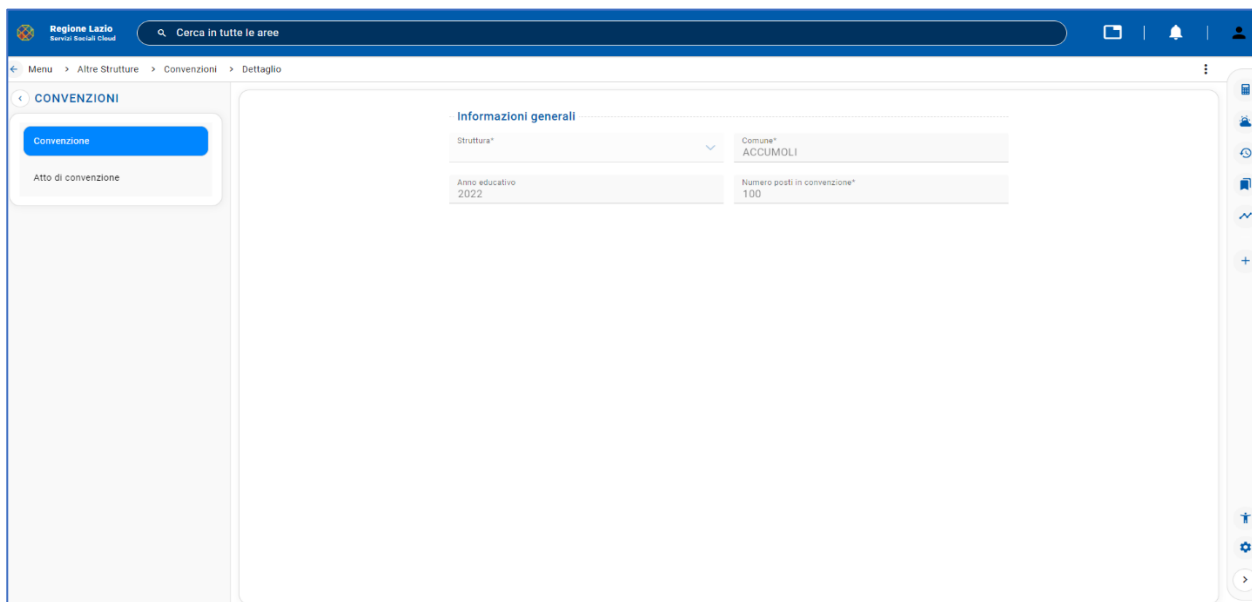 Regione Lazio
Servizi Sociali Cloud
Cerca in tutte le aree
Menu > Altre Strutture > Convenzioni > Dettaglio
CONVENZIONI
Convenzione
Atto di convenzione
Informazioni generali
Struttura*
Comune*
ACCUMOLI
Anno educativo
2022
Numero posti in convenzione*
100